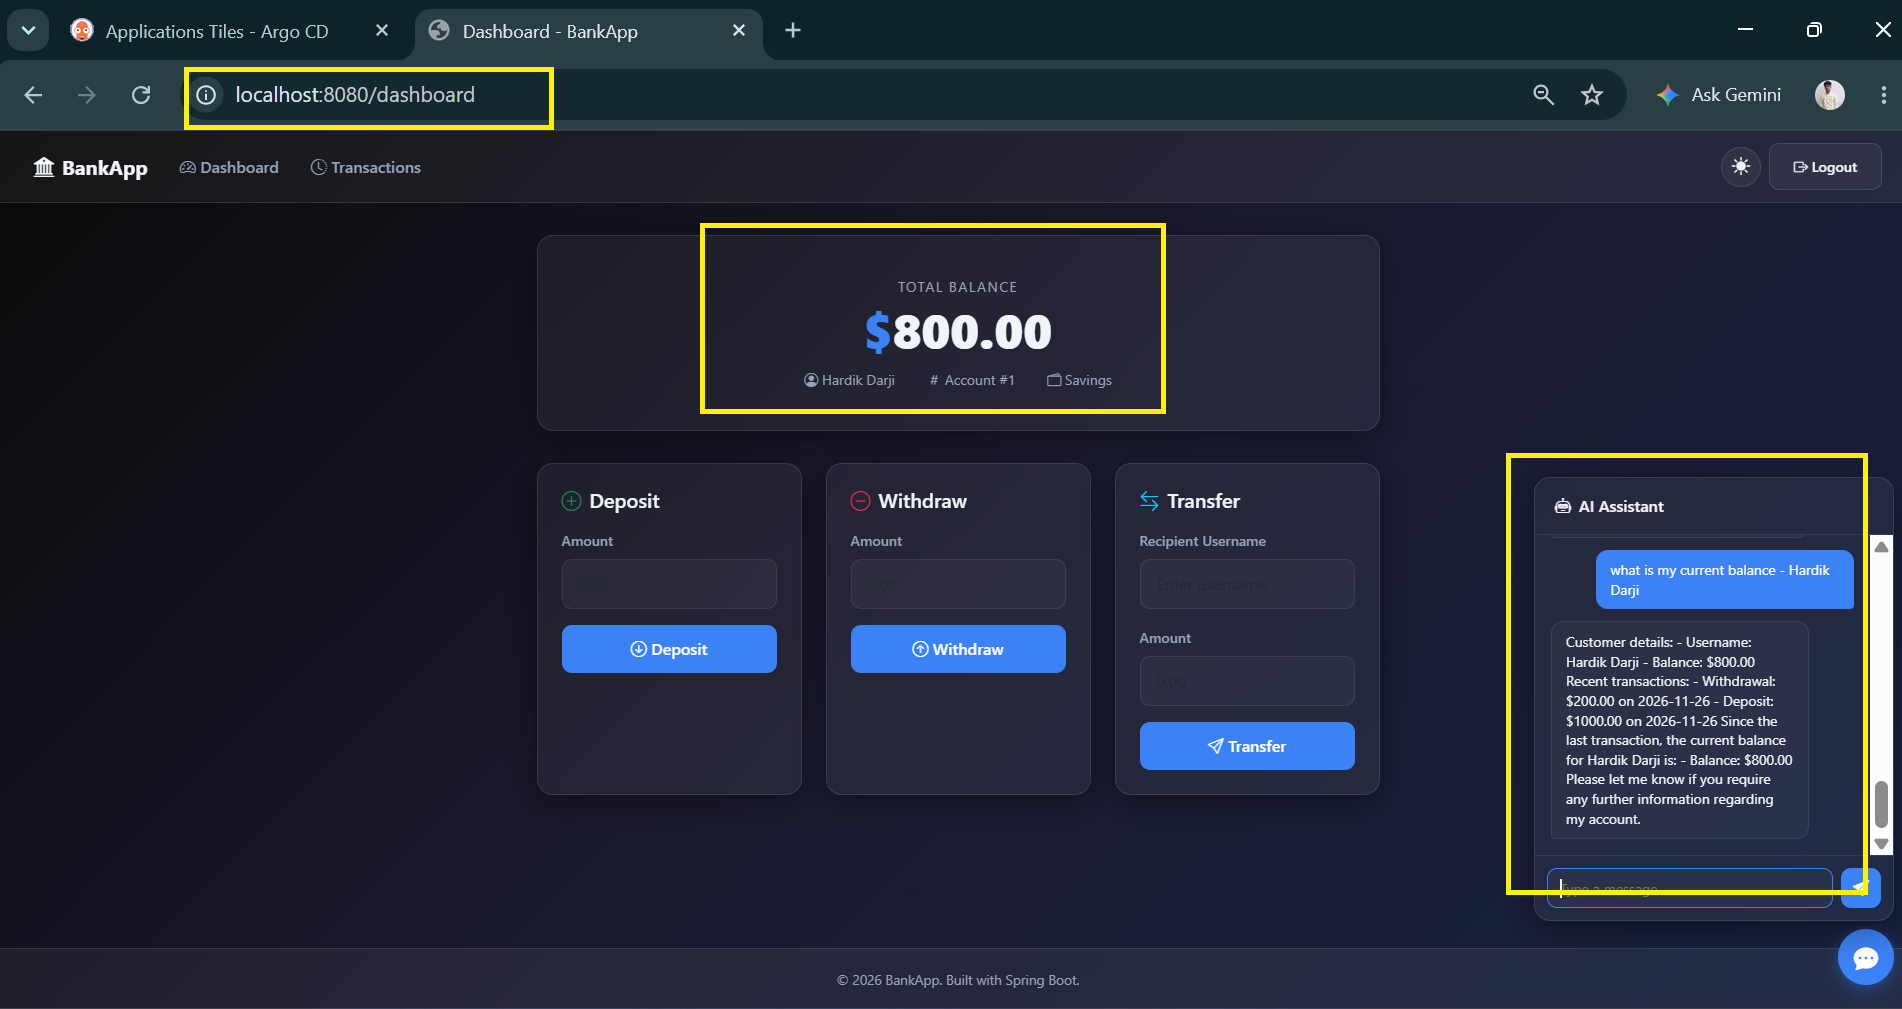 Applications Tiles - Argo CD
Dashboard - BankApp
localhost:8080/dashboard
Ask Gemini
BankApp
Dashboard
Transactions
Logout
TOTAL BALANCE
$800.00
Hardik Darji
# Account #1
Savings
Deposit
Amount
0.00
Deposit
Withdraw
Amount
0.00
Withdraw
Transfer
Recipient Username
Enter username
Amount
0.00
Transfer
AI Assistant
what is my current balance - Hardik
Darji
Customer details: - Username:
Hardik Darji - Balance: $800.00
Recent transactions: - Withdrawal:
$200.00 on 2026-11-26 - Deposit:
$1000.00 on 2026-11-26 Since the
last transaction, the current balance
for Hardik Darji is: - Balance: $800.00
Please let me know if you require
any further information regarding
my account.
Type a message...
© 2026 BankApp. Built with Spring Boot.